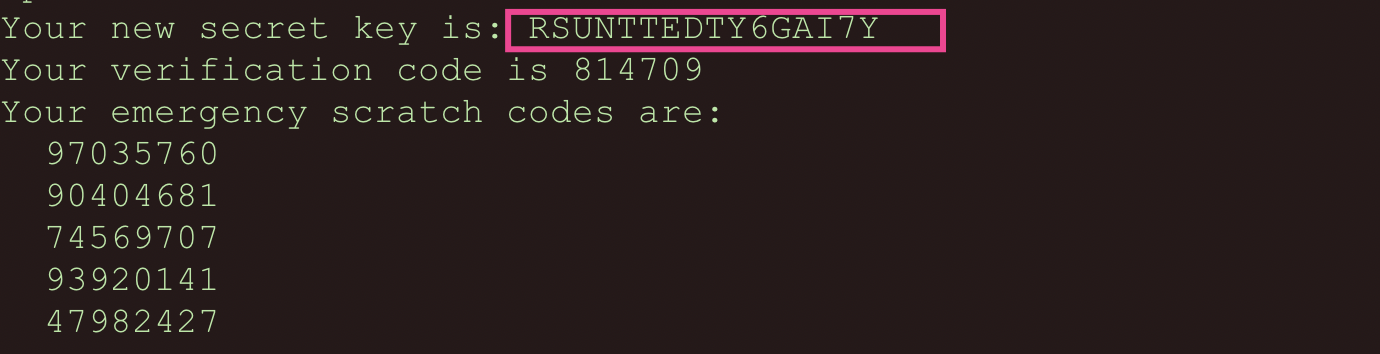 Your new secret key is: RSUNTTEDTY6GAI7Y
Your verification code is 814709
Your emergency scratch codes are:
97035760
90404681
74569707
93920141
47982427